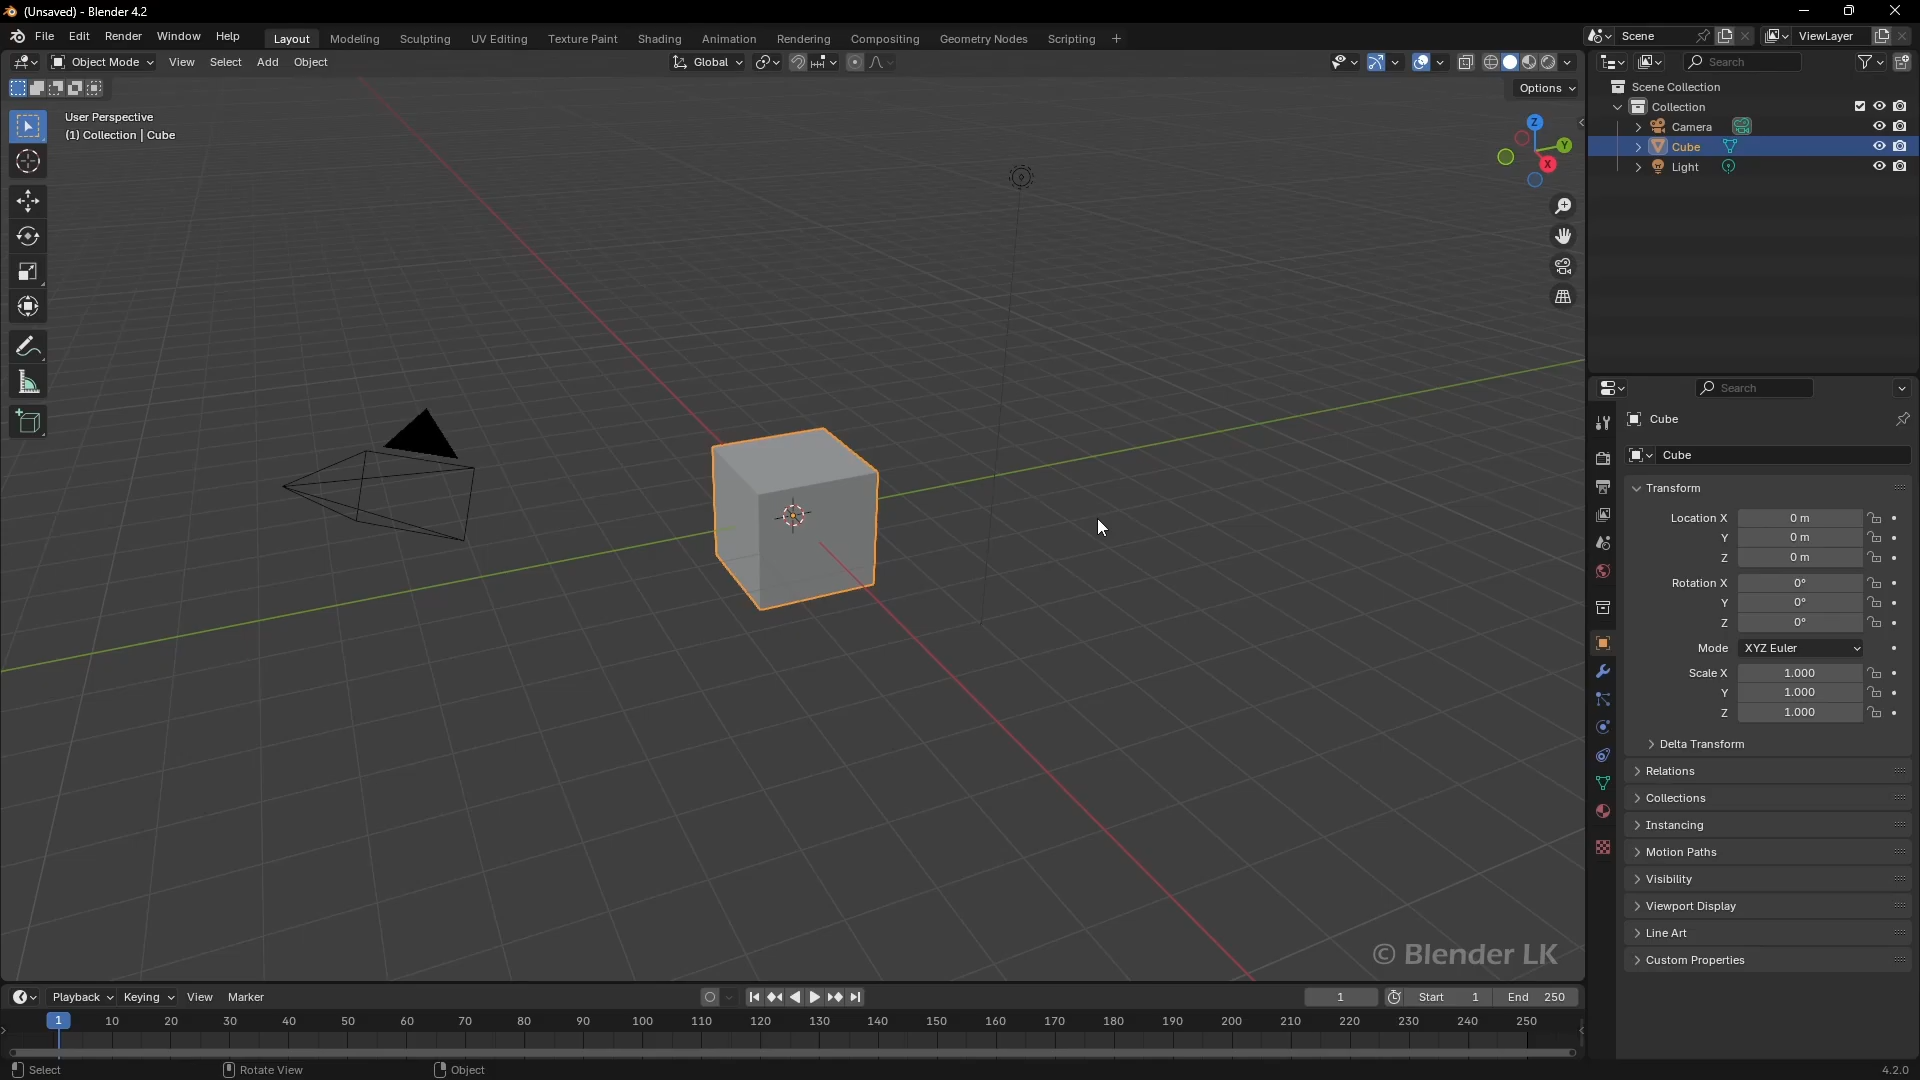 (Unsaved) - Blender 4.2
File Edit Render Window Help Layout Modeling Sculpting UV Editing Texture Paint Shading Animation Rendering Compositing Geometry Nodes Scripting + Scene ViewLayer
Object Mode View Select Add Object Global Search
Options
User Perspective
(1) Collection | Cube
Z
Y
X
Scene Collection
Collection
Camera
Cube
Light
Search
Cube
Cube
Transform
Location X 0 m
Y 0 m
Z 0 m
Rotation X 0°
Y 0°
Z 0°
Mode XYZ Euler
Scale X 1.000
Y 1.000
Z 1.000
Delta Transform
Relations
Collections
Instancing
Motion Paths
Visibility
Viewport Display
Line Art
Custom Properties
© Blender LK
Playback Keying View Marker 1 Start 1 End 250
1 10 20 30 40 50 60 70 80 90 100 110 120 130 140 150 160 170 180 190 200 210 220 230 240 250
Select Rotate View Object 4.2.0